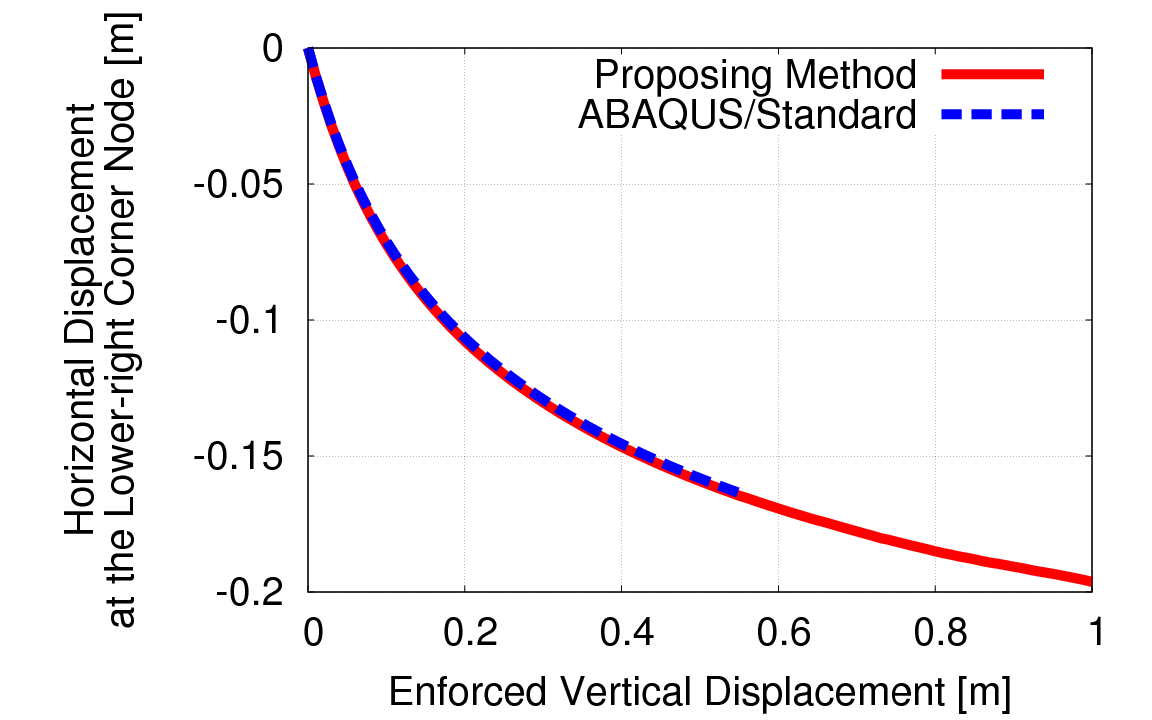 Horizontal Displacement
at the Lower-right Corner Node [m]
0
-0.05
-0.1
-0.15
-0.2
Proposing Method
ABAQUS/Standard
0 0.2 0.4 0.6 0.8 1
Enforced Vertical Displacement [m]